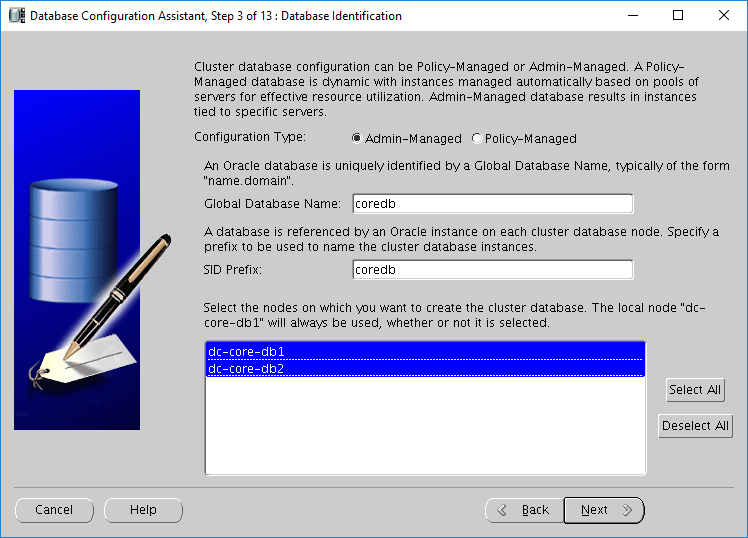 Database Configuration Assistant, Step 3 of 13 : Database Identification
Cluster database configuration can be Policy-Managed or Admin-Managed. A Policy-
Managed database is dynamic with instances managed automatically based on pools of
servers for effective resource utilization. Admin-Managed database results in instances
tied to specific servers.
Configuration Type: Admin-Managed Policy-Managed
An Oracle database is uniquely identified by a Global Database Name, typically of the form
"name.domain".
Global Database Name: coredb
A database is referenced by an Oracle instance on each cluster database node. Specify a
prefix to be used to name the cluster database instances.
SID Prefix: coredb
Select the nodes on which you want to create the cluster database. The local node "dc-
core-db1" will always be used, whether or not it is selected.
dc-core-db1
dc-core-db2
Select All
Deselect All
Cancel Help Back Next